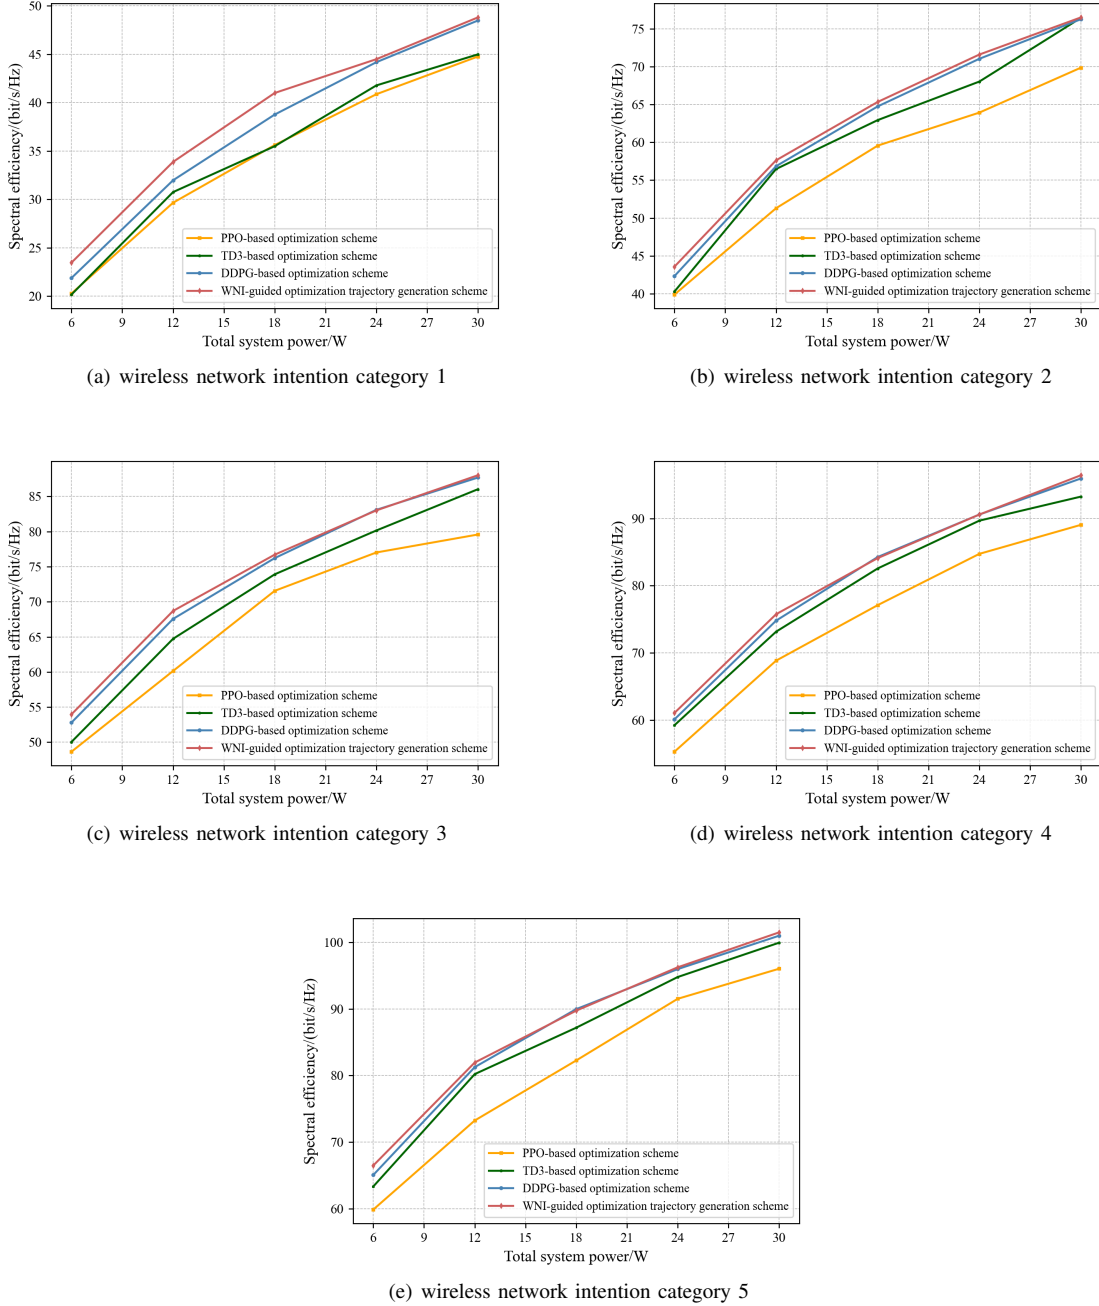 50
45
40
35
30
25
20
Spectral efficiency/(bit/s/Hz)
PPO-based optimization scheme
TD3-based optimization scheme
DDPG-based optimization scheme
WNI-guided optimization trajectory generation scheme
6 9 12 15 18 21 24 27 30
Total system power/W
(a) wireless network intention category 1
75
70
65
60
55
50
45
40
Spectral efficiency/(bit/s/Hz)
PPO-based optimization scheme
TD3-based optimization scheme
DDPG-based optimization scheme
WNI-guided optimization trajectory generation scheme
6 9 12 15 18 21 24 27 30
Total system power/W
(b) wireless network intention category 2
85
80
75
70
65
60
55
50
Spectral efficiency/(bit/s/Hz)
PPO-based optimization scheme
TD3-based optimization scheme
DDPG-based optimization scheme
WNI-guided optimization trajectory generation scheme
6 9 12 15 18 21 24 27 30
Total system power/W
(c) wireless network intention category 3
90
80
70
60
Spectral efficiency/(bit/s/Hz)
PPO-based optimization scheme
TD3-based optimization scheme
DDPG-based optimization scheme
WNI-guided optimization trajectory generation scheme
6 9 12 15 18 21 24 27 30
Total system power/W
(d) wireless network intention category 4
100
90
80
70
60
Spectral efficiency/(bit/s/Hz)
PPO-based optimization scheme
TD3-based optimization scheme
DDPG-based optimization scheme
WNI-guided optimization trajectory generation scheme
6 9 12 15 18 21 24 27 30
Total system power/W
(e) wireless network intention category 5